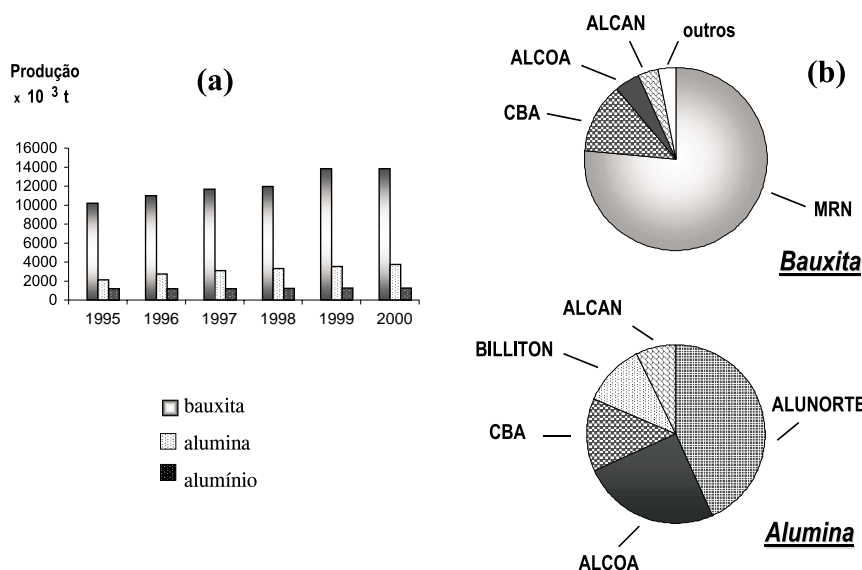 (a)
Produção
x 10 3 t
16000
14000
12000
10000
8000
6000
4000
2000
0
1995 1996 1997 1998 1999 2000
bauxita
alumina
alumínio
(b)
ALCAN
outros
ALCOA
CBA
MRN
Bauxita
ALCAN
BILLITON
CBA
ALUNORTE
ALCOA
Alumina